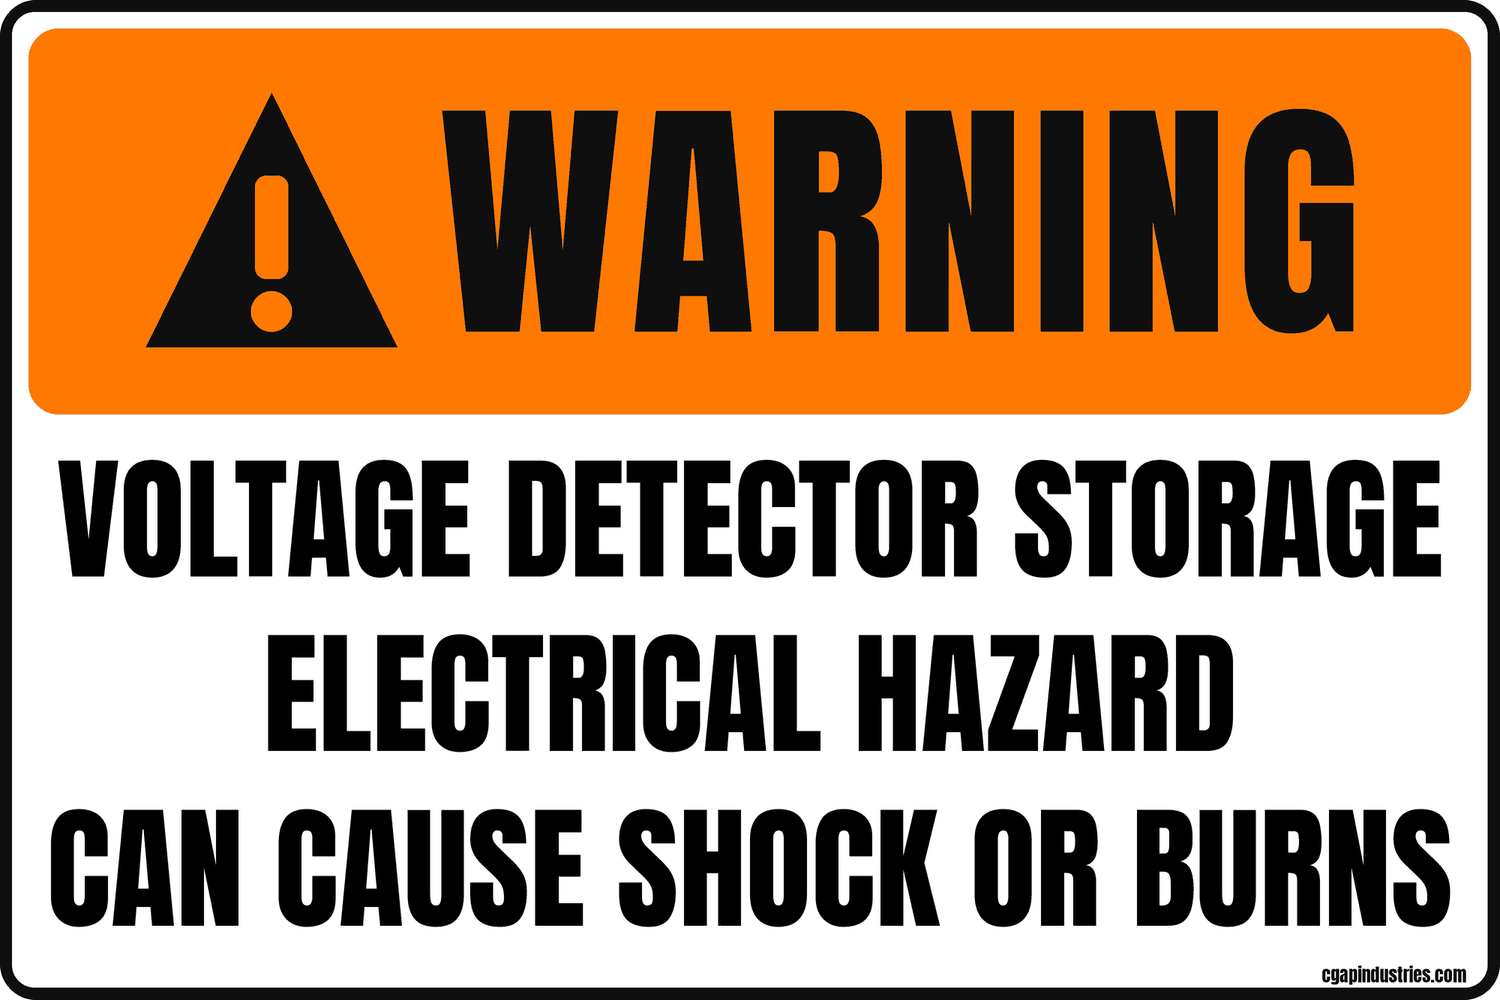 WARNING
VOLTAGE DETECTOR STORAGE
ELECTRICAL HAZARD
CAN CAUSE SHOCK OR BURNS
cgapindustries.com